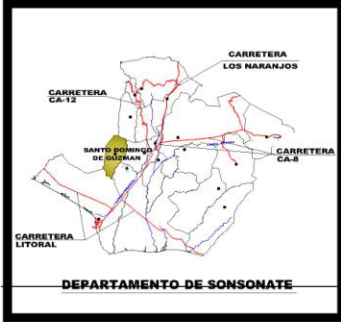 CARRETERA
LOS NARANJOS
CARRETERA
CA-12
SANTO DOMINGO
DE GUZMAN
CARRETERA
CA-8
CARRETERA
LITORAL
DEPARTAMENTO DE SONSONATE